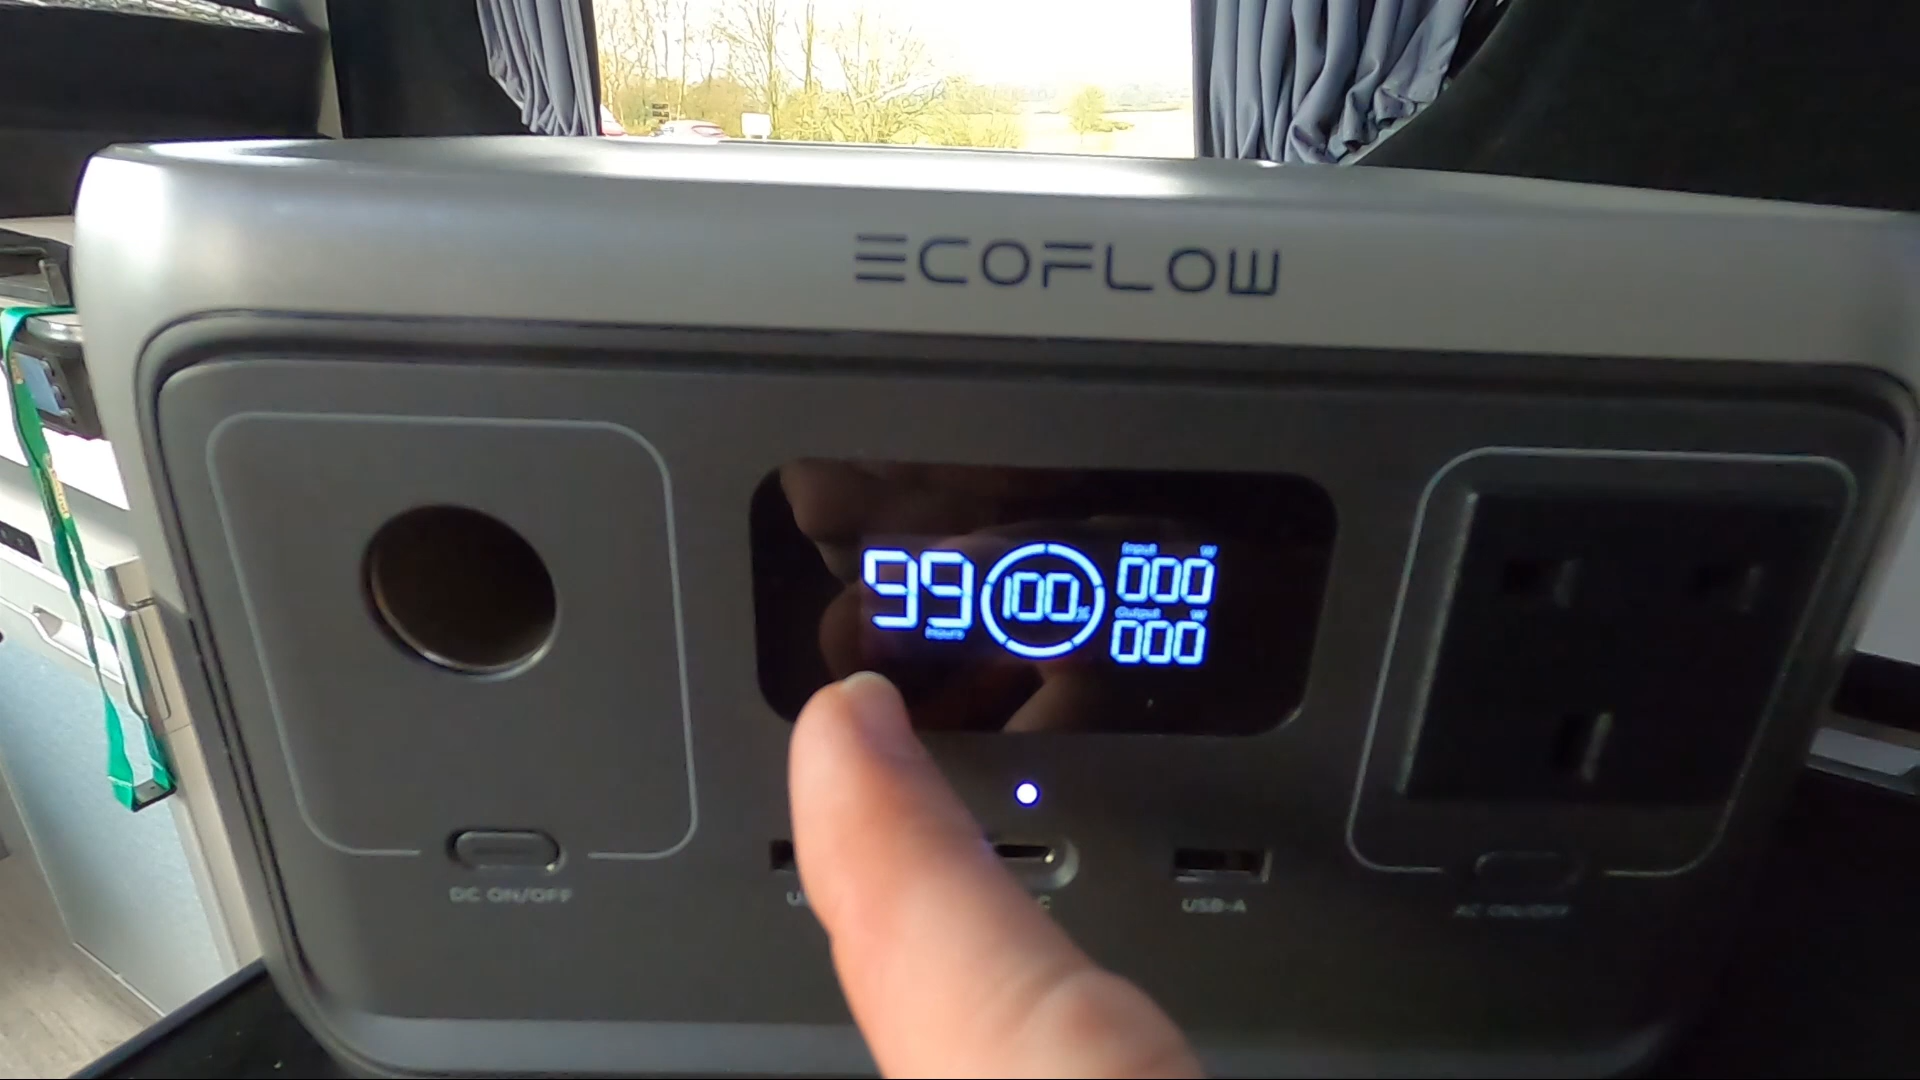 ECOFLOW
99 hours
100%
Input W
000
Output W
000
DC ON/OFF
USB-A
AC ON/OFF